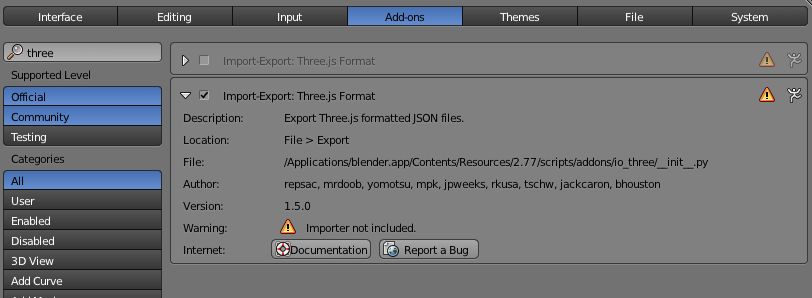 Interface Editing Input Add-ons Themes File System
three
Supported Level
Official
Community
Testing
Categories
All
User
Enabled
Disabled
3D View
Add Curve
Import-Export: Three.js Format
Import-Export: Three.js Format
Description: Export Three.js formatted JSON files.
Location: File > Export
File: /Applications/blender.app/Contents/Resources/2.77/scripts/addons/io_three/__init__.py
Author: repsac, mrdoob, yomotsu, mpk, jpweeks, rkusa, tschw, jackcaron, bhouston
Version: 1.5.0
Warning: Importer not included.
Internet: Documentation Report a Bug